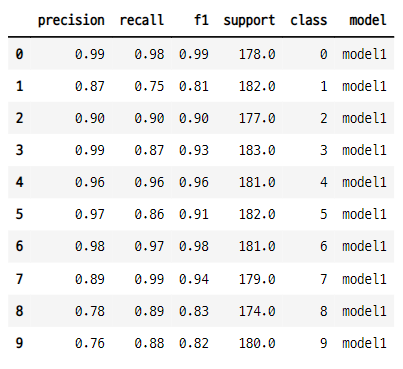 precision recall f1 support class model
0 0.99 0.98 0.99 178.0 0 model1
1 0.87 0.75 0.81 182.0 1 model1
2 0.90 0.90 0.90 177.0 2 model1
3 0.99 0.87 0.93 183.0 3 model1
4 0.96 0.96 0.96 181.0 4 model1
5 0.97 0.86 0.91 182.0 5 model1
6 0.98 0.97 0.98 181.0 6 model1
7 0.89 0.99 0.94 179.0 7 model1
8 0.78 0.89 0.83 174.0 8 model1
9 0.76 0.88 0.82 180.0 9 model1